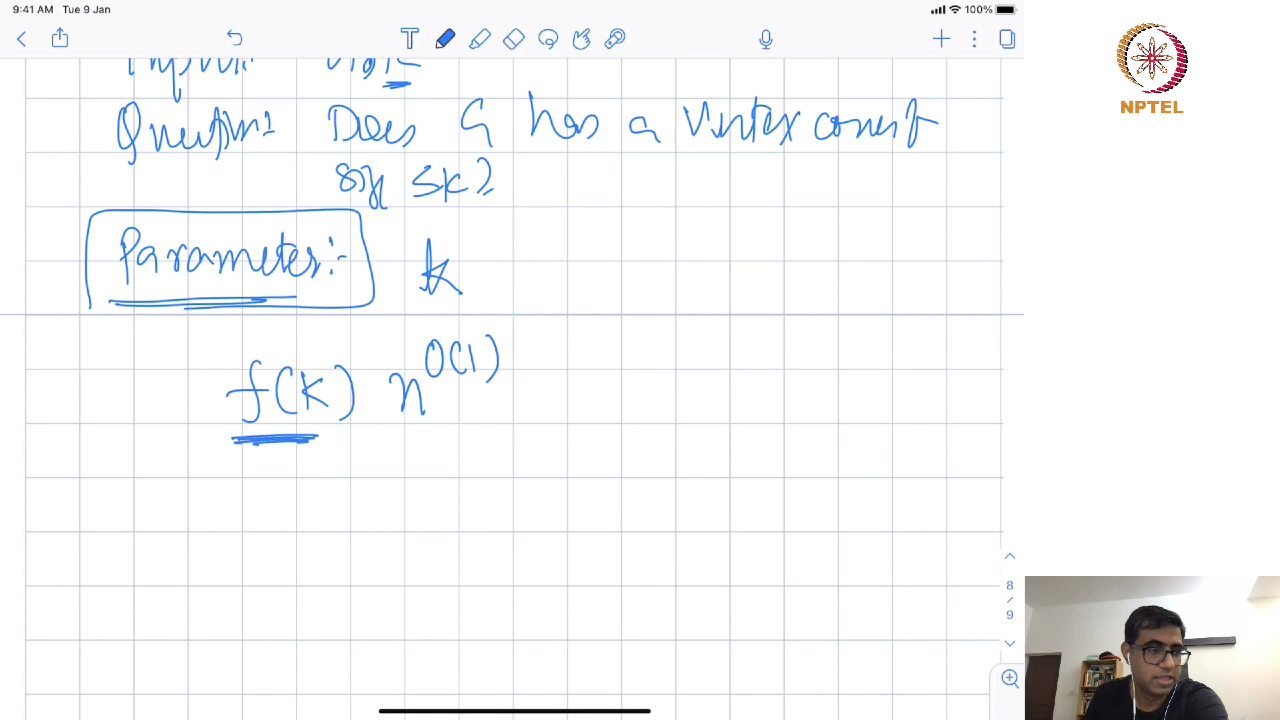 9:41 AM Tue 9 Jan
100%
Question: Does G has a vertex cover of
size ≤k?
Parameter:- k
f(k) n^O(1)
8
/
9
NPTEL